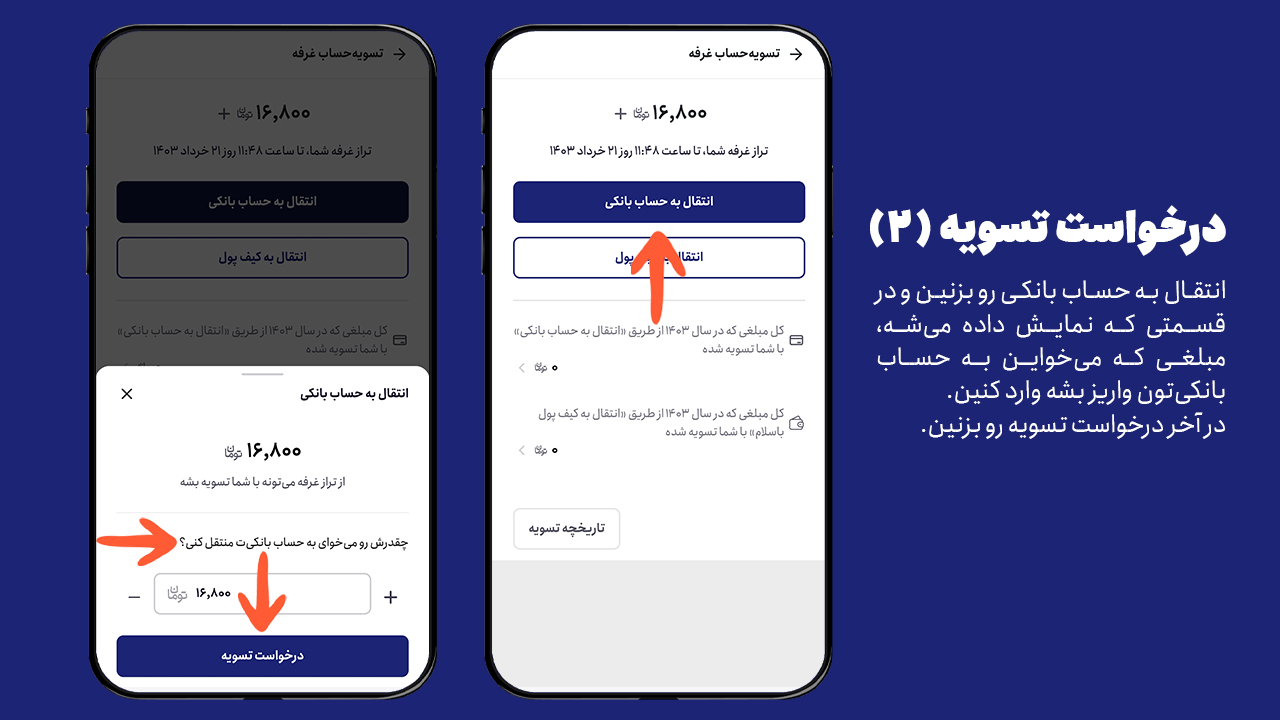 درخواست تسویه (۲)
انتقال به حساب بانکی رو بزنین و در
قسمتی که نمایش داده می‌شه،
مبلغی که می‌خواین به حساب
بانکی‌تون واریز بشه وارد کنین.
در آخر درخواست تسویه رو بزنین.
تسویه‌حساب غرفه
۱۶,۸۰۰ تومان +
تراز غرفه شما، تا ساعت ۱۱:۴۸ روز ۲۱ خرداد ۱۴۰۳
انتقال به حساب بانکی
انتقال پول
کل مبلغی که در سال ۱۴۰۳ از طریق «انتقال به حساب بانکی»
با شما تسویه شده
۰ تومان
کل مبلغی که در سال ۱۴۰۳ از طریق «انتقال به کیف پول
باسلام» با شما تسویه شده
۰ تومان
تاریخچه تسویه
تسویه‌حساب غرفه
۱۶,۸۰۰ تومان +
تراز غرفه شما، تا ساعت ۱۱:۴۸ روز ۲۱ خرداد ۱۴۰۳
انتقال به حساب بانکی
انتقال به کیف پول
کل مبلغی که در سال ۱۴۰۳ از طریق «انتقال به حساب بانکی»
با شما تسویه شده
انتقال به حساب بانکی
۱۶,۸۰۰ تومان
از تراز غرفه می‌تونه با شما تسویه بشه
چقدرش رو می‌خوای به حساب بانکی‌ت منتقل کنی؟
+ ۱۶,۸۰۰ تومان −
درخواست تسویه